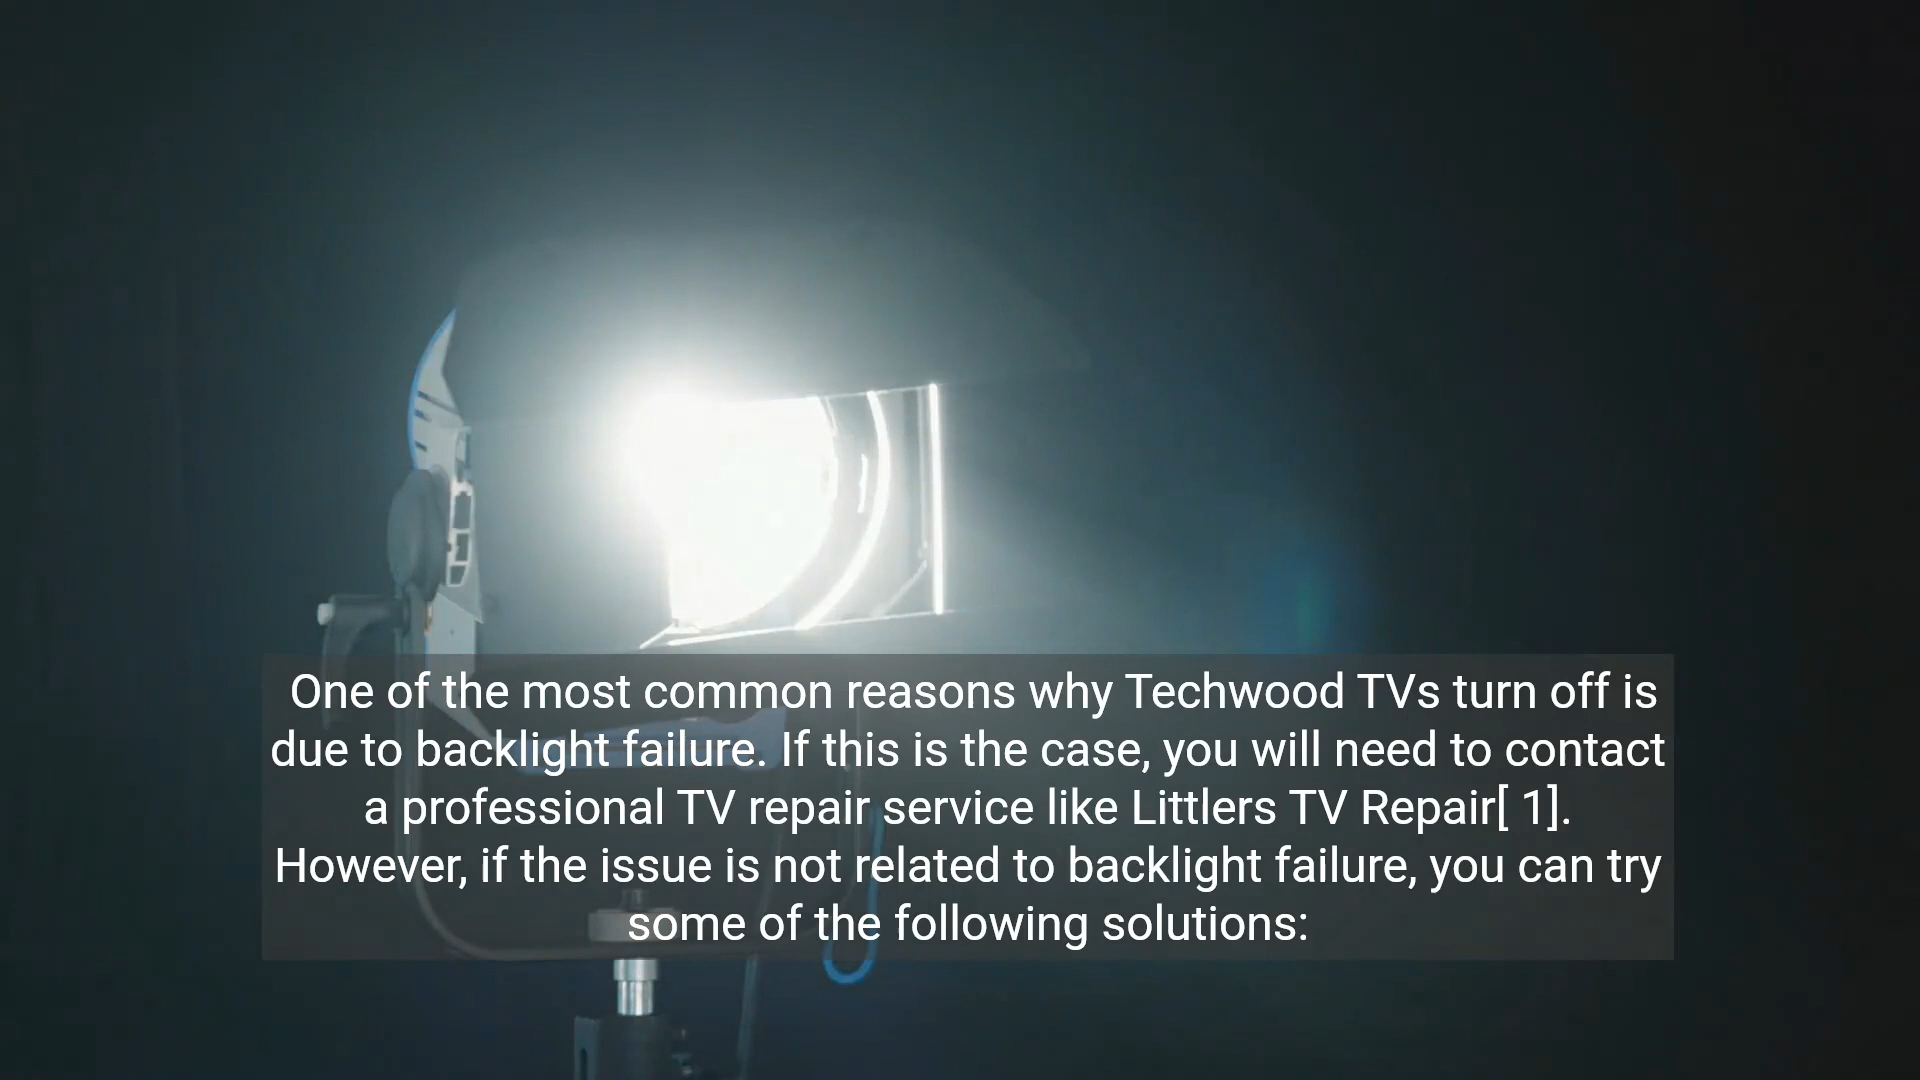 One of the most common reasons why Techwood TVs turn off is
due to backlight failure. If this is the case, you will need to contact
a professional TV repair service like Littlers TV Repair[ 1].
However, if the issue is not related to backlight failure, you can try
some of the following solutions: